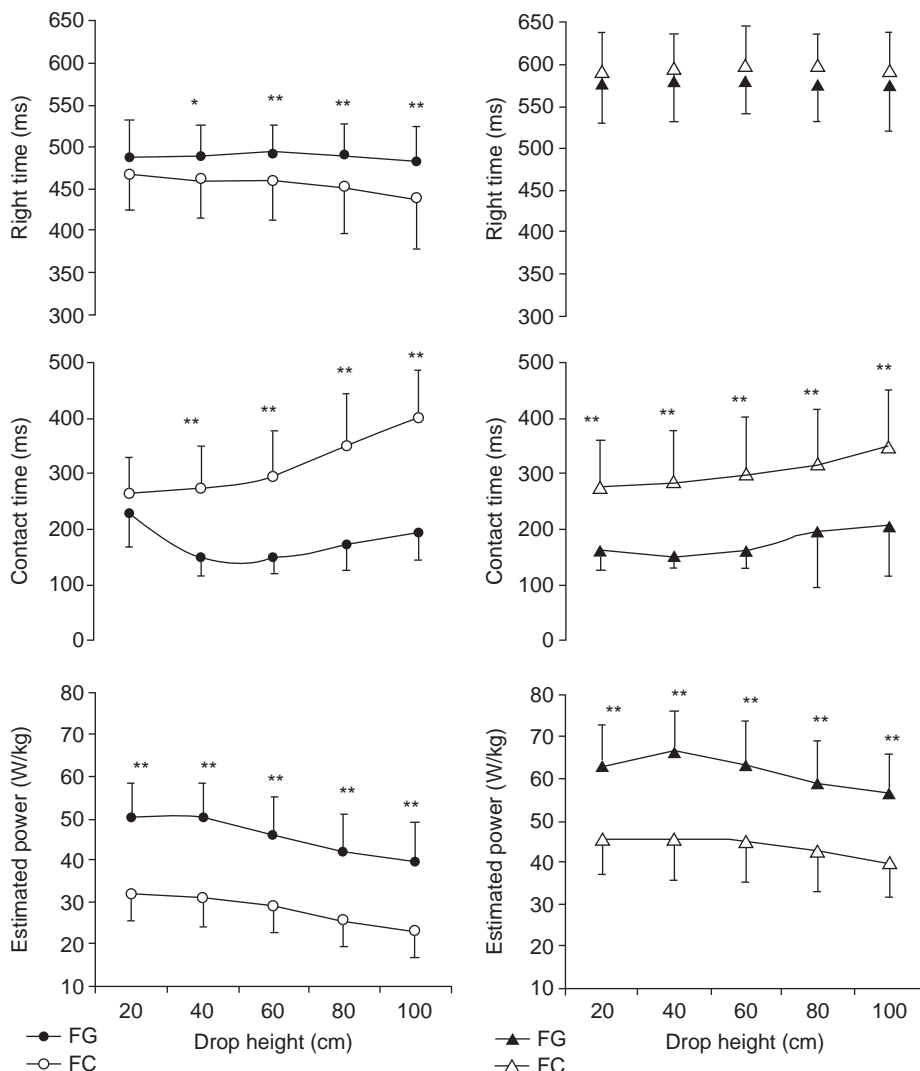 650
600
550
500
450
400
350
300
Right time (ms)
* ** ** **
500
400
300
200
100
0
Contact time (ms)
** ** ** **
80
70
60
50
40
30
20
10
Estimated power (W/kg)
** ** ** ** **
20 40 60 80 100
Drop height (cm)
FG
FC
650
600
550
500
450
400
350
300
Right time (ms)
500
400
300
200
100
0
Contact time (ms)
** ** ** ** **
80
70
60
50
40
30
20
10
Estimated power (W/kg)
** ** ** ** **
20 40 60 80 100
Drop height (cm)
FG
FC